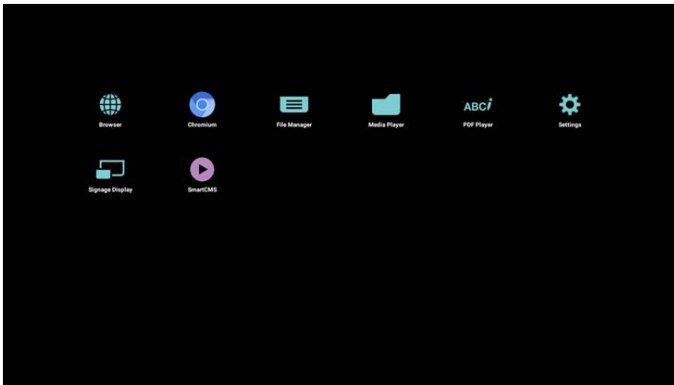 Browser
Chromium
File Manager
Media Player
ABCi
PDF Player
Settings
Signage Display
SmartCMS